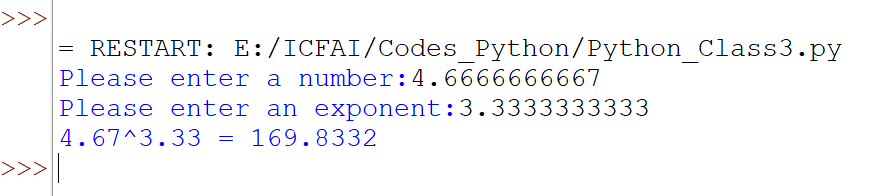 >>>
= RESTART: E:/ICFAI/Codes_Python/Python_Class3.py
Please enter a number:4.6666666667
Please enter an exponent:3.3333333333
4.67^3.33 = 169.8332
>>>